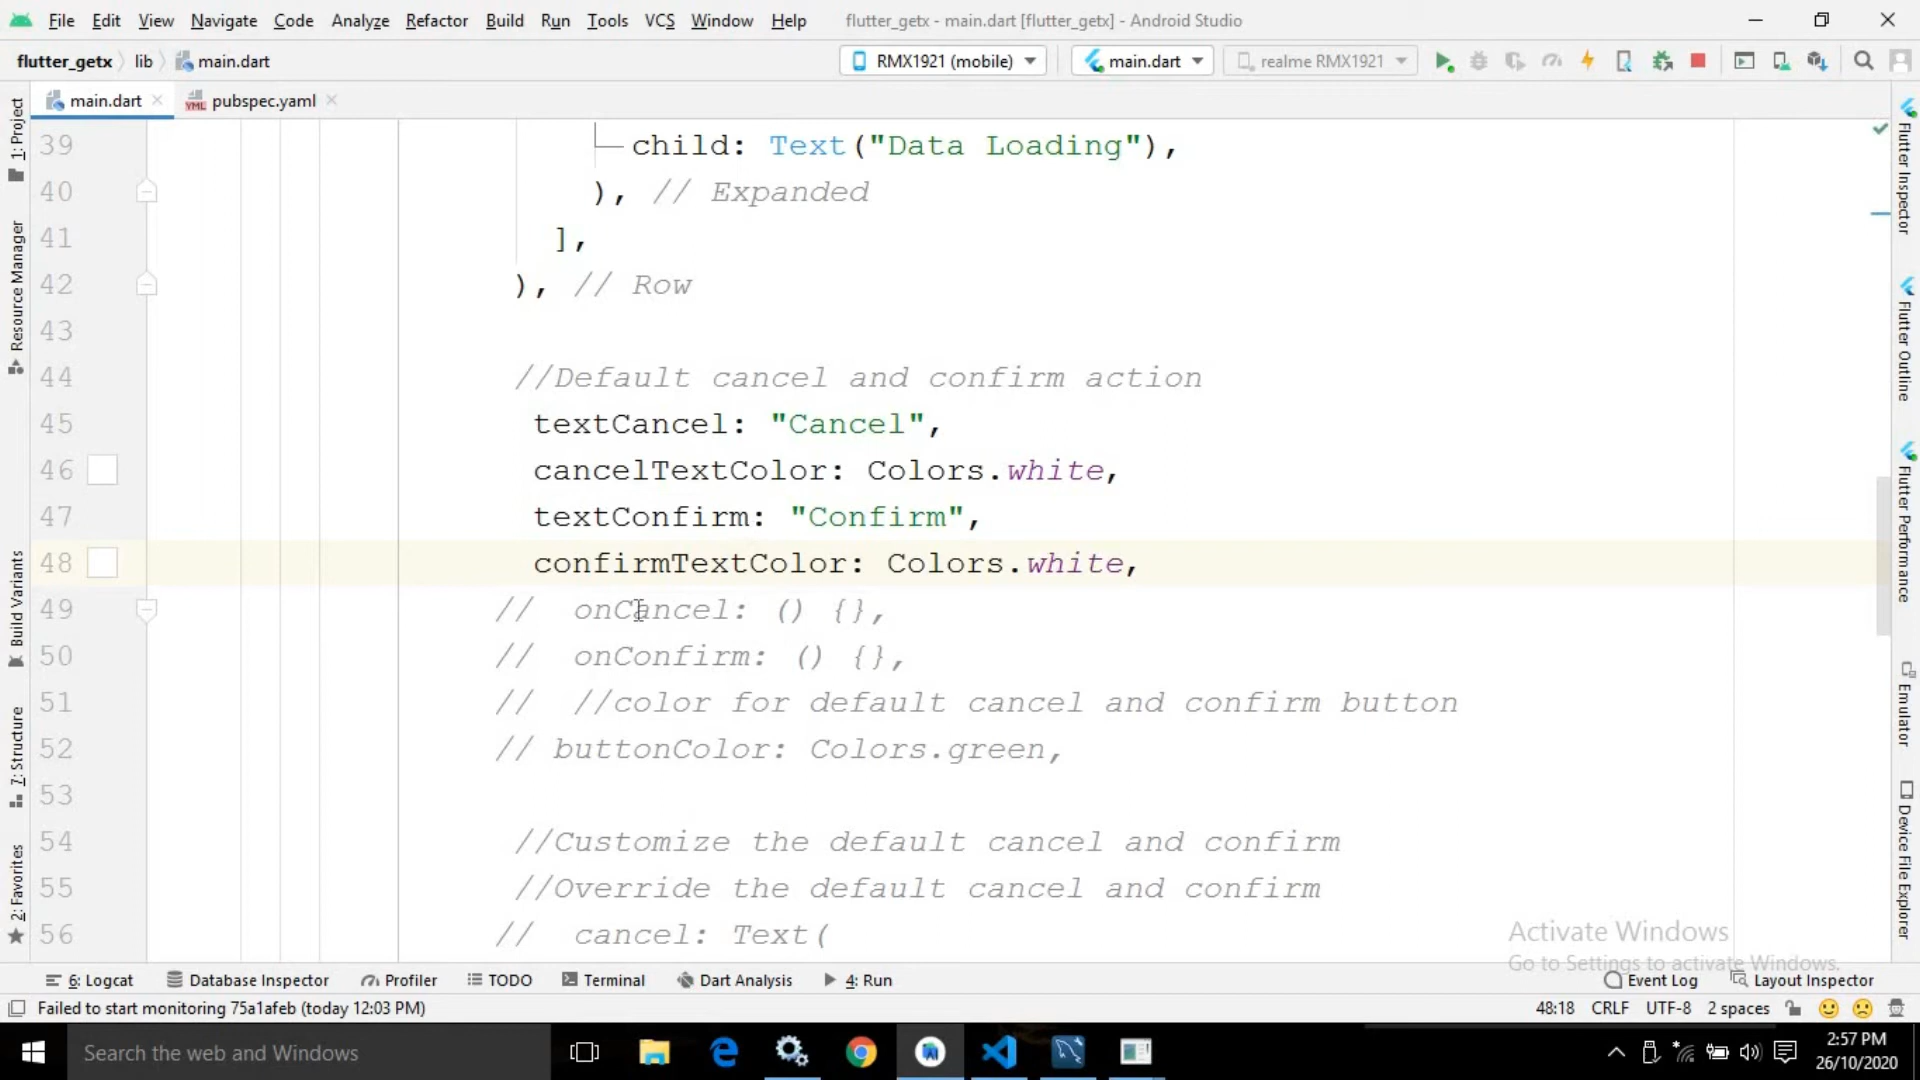 File Edit View Navigate Code Analyze Refactor Build Run Tools VCS Window Help flutter_getx - main.dart [flutter_getx] - Android Studio
flutter_getx lib main.dart RMX1921 (mobile) main.dart realme RMX1921
main.dart pubspec.yaml
39 child: Text("Data Loading"),
40 ), // Expanded
41 ],
42 ), // Row
43
44 //Default cancel and confirm action
45 textCancel: "Cancel",
46 cancelTextColor: Colors.white,
47 textConfirm: "Confirm",
48 confirmTextColor: Colors.white,
49 // onCancel: () {},
50 // onConfirm: () {},
51 // //color for default cancel and confirm button
52 // buttonColor: Colors.green,
53
54 //Customize the default cancel and confirm
55 //Override the default cancel and confirm
56 // cancel: Text(
1: Project
Resource Manager
Build Variants
7: Structure
2: Favorites
Flutter Inspector
Flutter Outline
Flutter Performance
Emulator
Device File Explorer
Activate Windows
Go to Settings to activate Windows.
6: Logcat Database Inspector Profiler TODO Terminal Dart Analysis 4: Run Event Log Layout Inspector
Failed to start monitoring 75a1afeb (today 12:03 PM) 48:18 CRLF UTF-8 2 spaces
Search the web and Windows
2:57 PM
26/10/2020